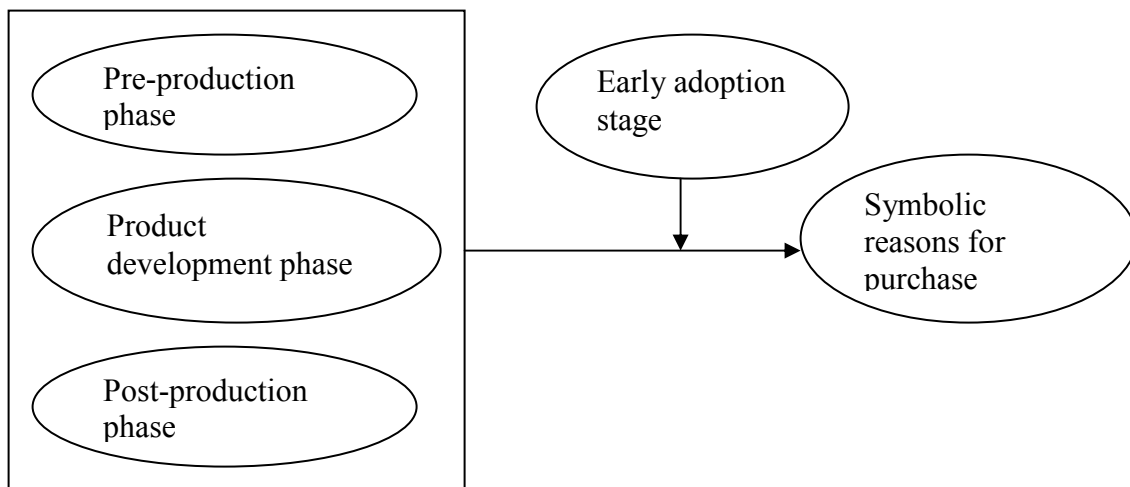 Pre-production
phase
Early adoption
stage
Product
development phase
Symbolic
reasons for
purchase
Post-production
phase